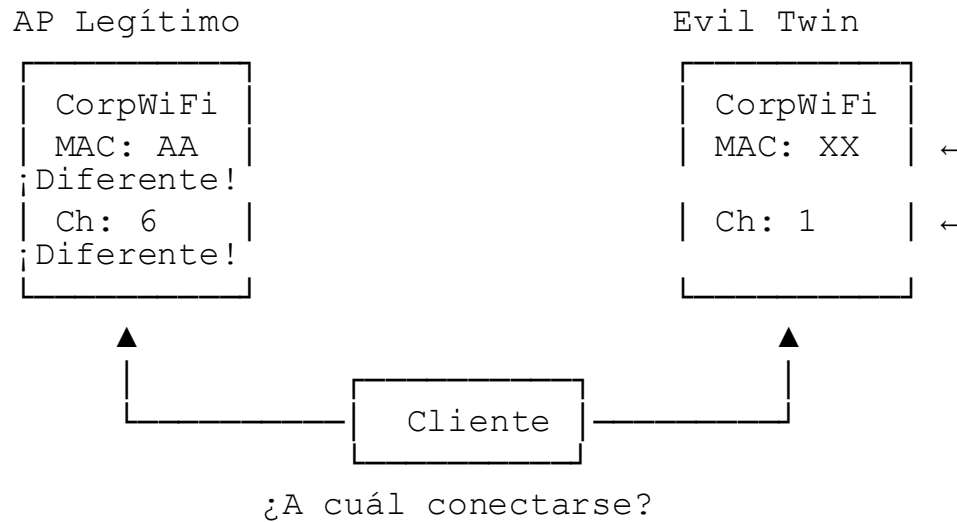 AP Legítimo Evil Twin
CorpWiFi CorpWiFi
MAC: AA MAC: XX ←
¡Diferente!
Ch: 6 Ch: 1 ←
¡Diferente!
Cliente
¿A cuál conectarse?